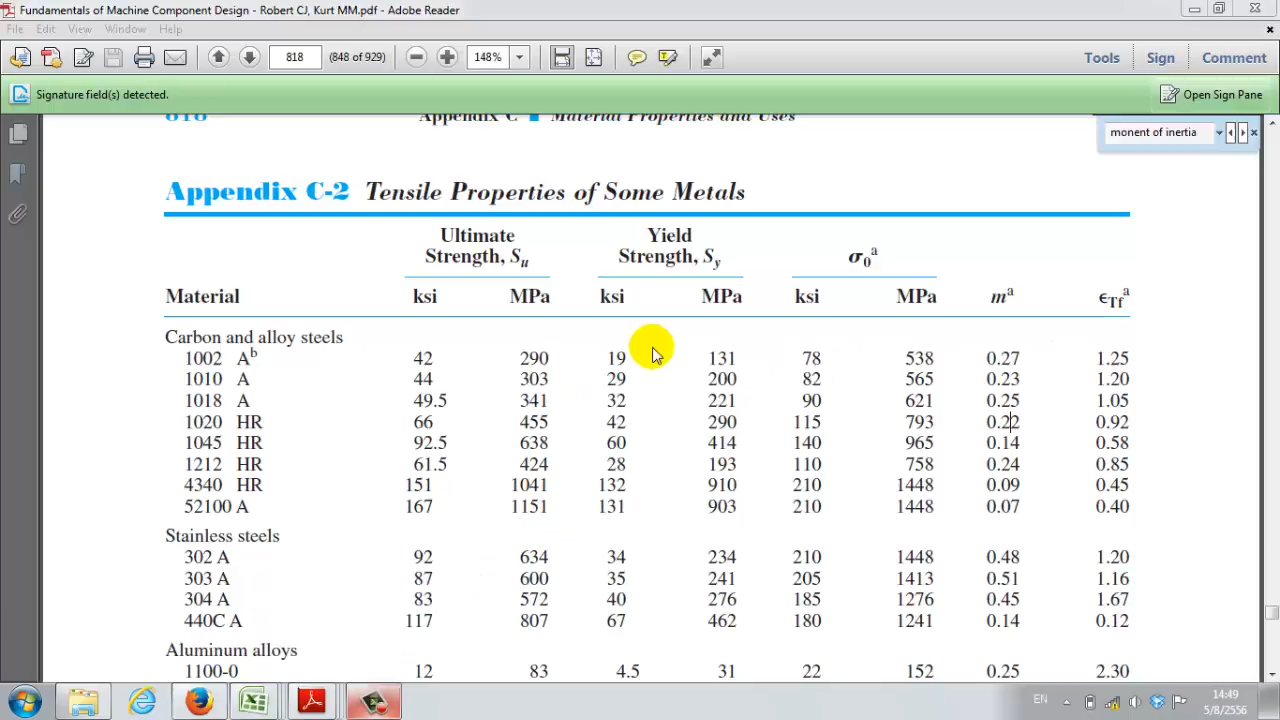 Fundamentals of Machine Component Design - Robert CJ, Kurt MM.pdf - Adobe Reader
File Edit View Window Help
818 (848 of 929) 148% Tools Sign Comment
Signature field(s) detected. Open Sign Pane
818 Appendix C ■ Material Properties and Uses
monent of inertia
Appendix C-2 Tensile Properties of Some Metals
Ultimate Yield
Strength, Su Strength, Sy σ0a
Material ksi MPa ksi MPa ksi MPa ma ϵTfa
Carbon and alloy steels
1002 Ab 42 290 19 131 78 538 0.27 1.25
1010 A 44 303 29 200 82 565 0.23 1.20
1018 A 49.5 341 32 221 90 621 0.25 1.05
1020 HR 66 455 42 290 115 793 0.22 0.92
1045 HR 92.5 638 60 414 140 965 0.14 0.58
1212 HR 61.5 424 28 193 110 758 0.24 0.85
4340 HR 151 1041 132 910 210 1448 0.09 0.45
52100 A 167 1151 131 903 210 1448 0.07 0.40
Stainless steels
302 A 92 634 34 234 210 1448 0.48 1.20
303 A 87 600 35 241 205 1413 0.51 1.16
304 A 83 572 40 276 185 1276 0.45 1.67
440C A 117 807 67 462 180 1241 0.14 0.12
Aluminum alloys
1100-0 12 83 4.5 31 22 152 0.25 2.30
EN 14:49
5/8/2556